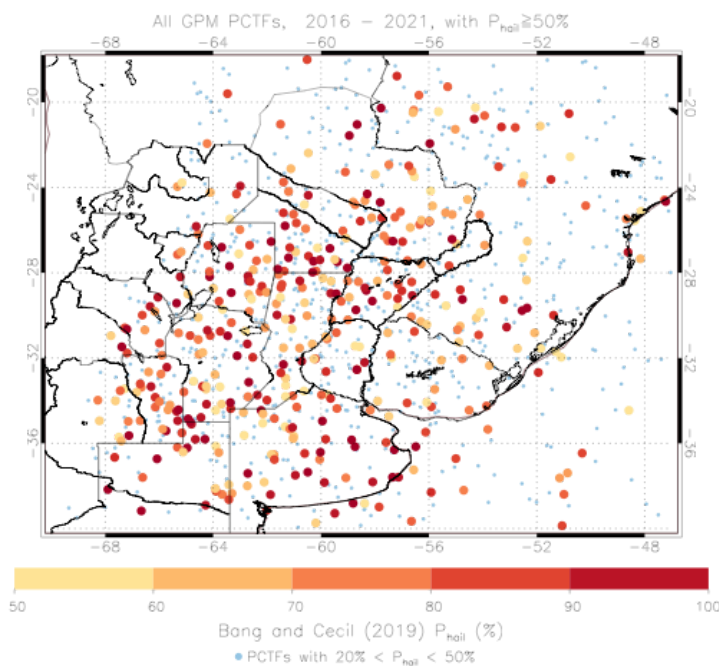 All GPM PCTFs, 2016 – 2021, with P_hail≧50%
−68 −64 −60 −56 −52 −48
−20 −20
−24 −24
−28 −28
−32 −32
−36 −36
−68 −64 −60 −56 −52 −48
50 60 70 80 90 100
Bang and Cecil (2019) P_hail (%)
PCTFs with 20% < P_hail < 50%